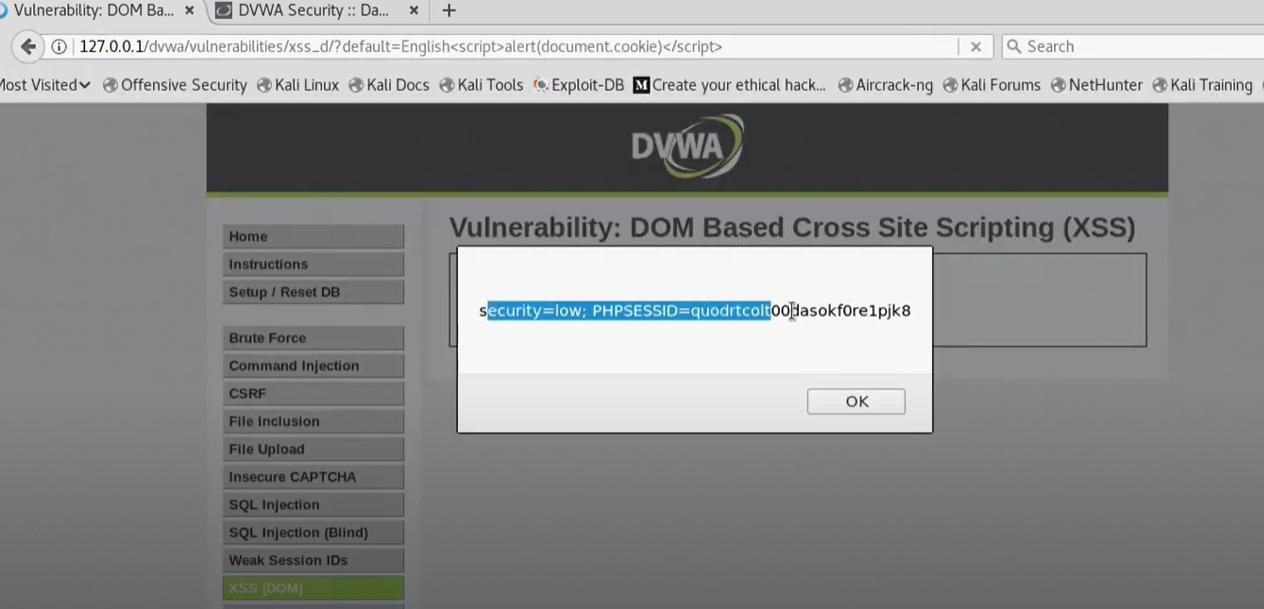 Vulnerability: DOM Ba... × DVWA Security :: Da... × +
127.0.0.1/dvwa/vulnerabilities/xss_d/?default=English<script>alert(document.cookie)</script> × Search
Most Visited Offensive Security Kali Linux Kali Docs Kali Tools Exploit-DB M Create your ethical hack... Aircrack-ng Kali Forums NetHunter Kali Training
DVWA
Vulnerability: DOM Based Cross Site Scripting (XSS)
security=low; PHPSESSID=quodrtcolt00dasokf0re1pjk8
OK
Home
Instructions
Setup / Reset DB
Brute Force
Command Injection
CSRF
File Inclusion
File Upload
Insecure CAPTCHA
SQL Injection
SQL Injection (Blind)
Weak Session IDs
XSS (DOM)